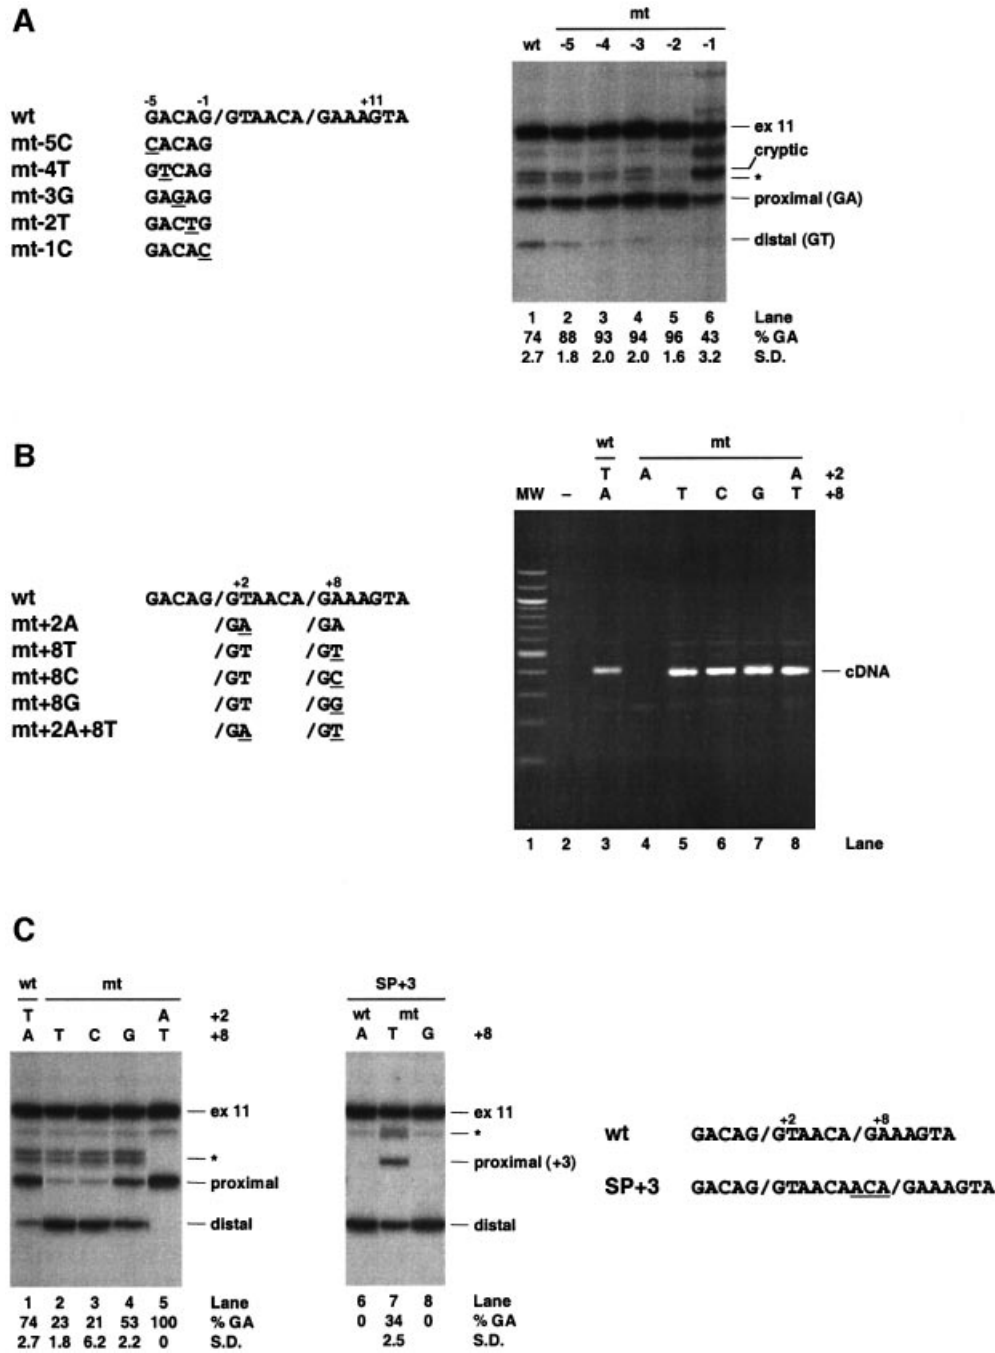 A
mt
wt -5 -4 -3 -2 -1
-5 -1 +11
wt GACAG/GTAACA/GAAAGTA
mt-5C CACAG
mt-4T GTCAG
mt-3G GAGAG
mt-2T GACTG
mt-1C GACAC
ex 11
cryptic
*
proximal (GA)
distal (GT)
1 2 3 4 5 6 Lane
74 88 93 94 96 43 % GA
2.7 1.8 2.0 2.0 1.6 3.2 S.D.
B
wt mt
T A A +2
MW – A T C G T +8
+2 +8
wt GACAG/GTAACA/GAAAGTA
mt+2A /GA /GA
mt+8T /GT /GT
mt+8C /GT /GC
mt+8G /GT /GG
mt+2A+8T /GA /GT
cDNA
1 2 3 4 5 6 7 8 Lane
C
wt mt
T A +2
A T C G T +8
ex 11
*
proximal
distal
1 2 3 4 5 Lane
74 23 21 53 100 % GA
2.7 1.8 6.2 2.2 0 S.D.
SP+3
wt mt
A T G +8
ex 11
*
proximal (+3)
distal
6 7 8 Lane
0 34 0 % GA
2.5 S.D.
+2 +8
wt GACAG/GTAACA/GAAAGTA
SP+3 GACAG/GTAACAACA/GAAAGTA